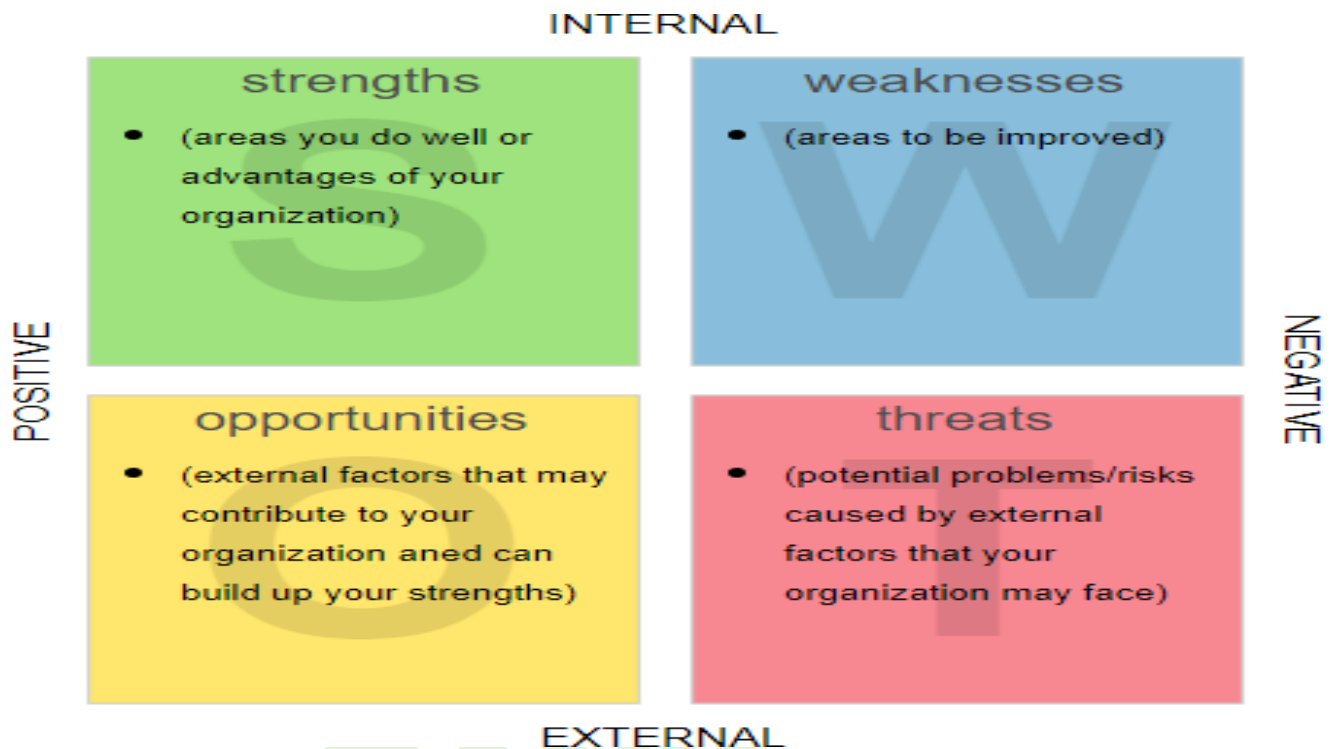 INTERNAL
strengths
• (areas you do well or
advantages of your
organization)
S
weaknesses
• (areas to be improved)
W
POSITIVE
NEGATIVE
opportunities
• (external factors that may
contribute to your
organization aned can
build up your strengths)
O
threats
• (potential problems/risks
caused by external
factors that your
organization may face)
T
EXTERNAL